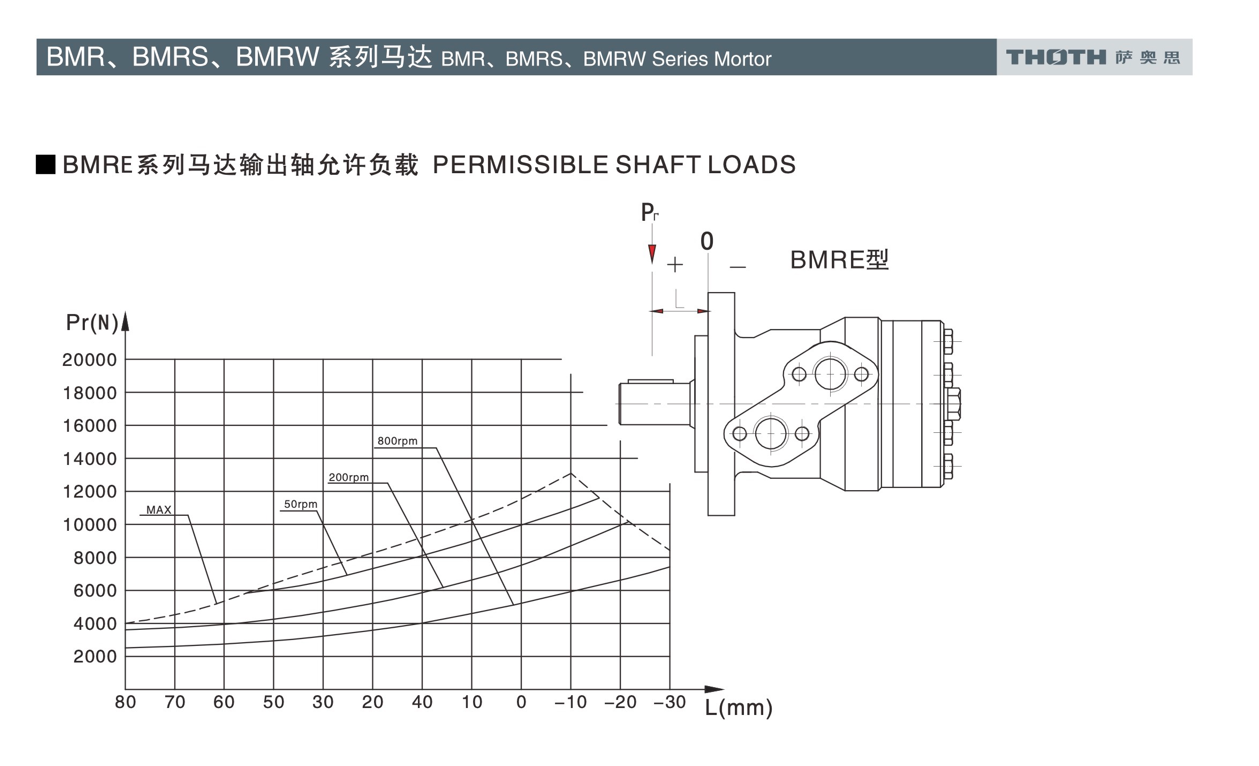 BMR、BMRS、BMRW 系列马达 BMR、BMRS、BMRW Series Mortor
THOTH 萨奥思
BMRE系列马达输出轴允许负载 PERMISSIBLE SHAFT LOADS
Pr
0
+
−
BMRE型
L
Pr(N)
20000
18000
16000
14000
12000
10000
8000
6000
4000
2000
800rpm
200rpm
50rpm
MAX
80 70 60 50 30 20 40 10 0 −10 −20 −30
L(mm)